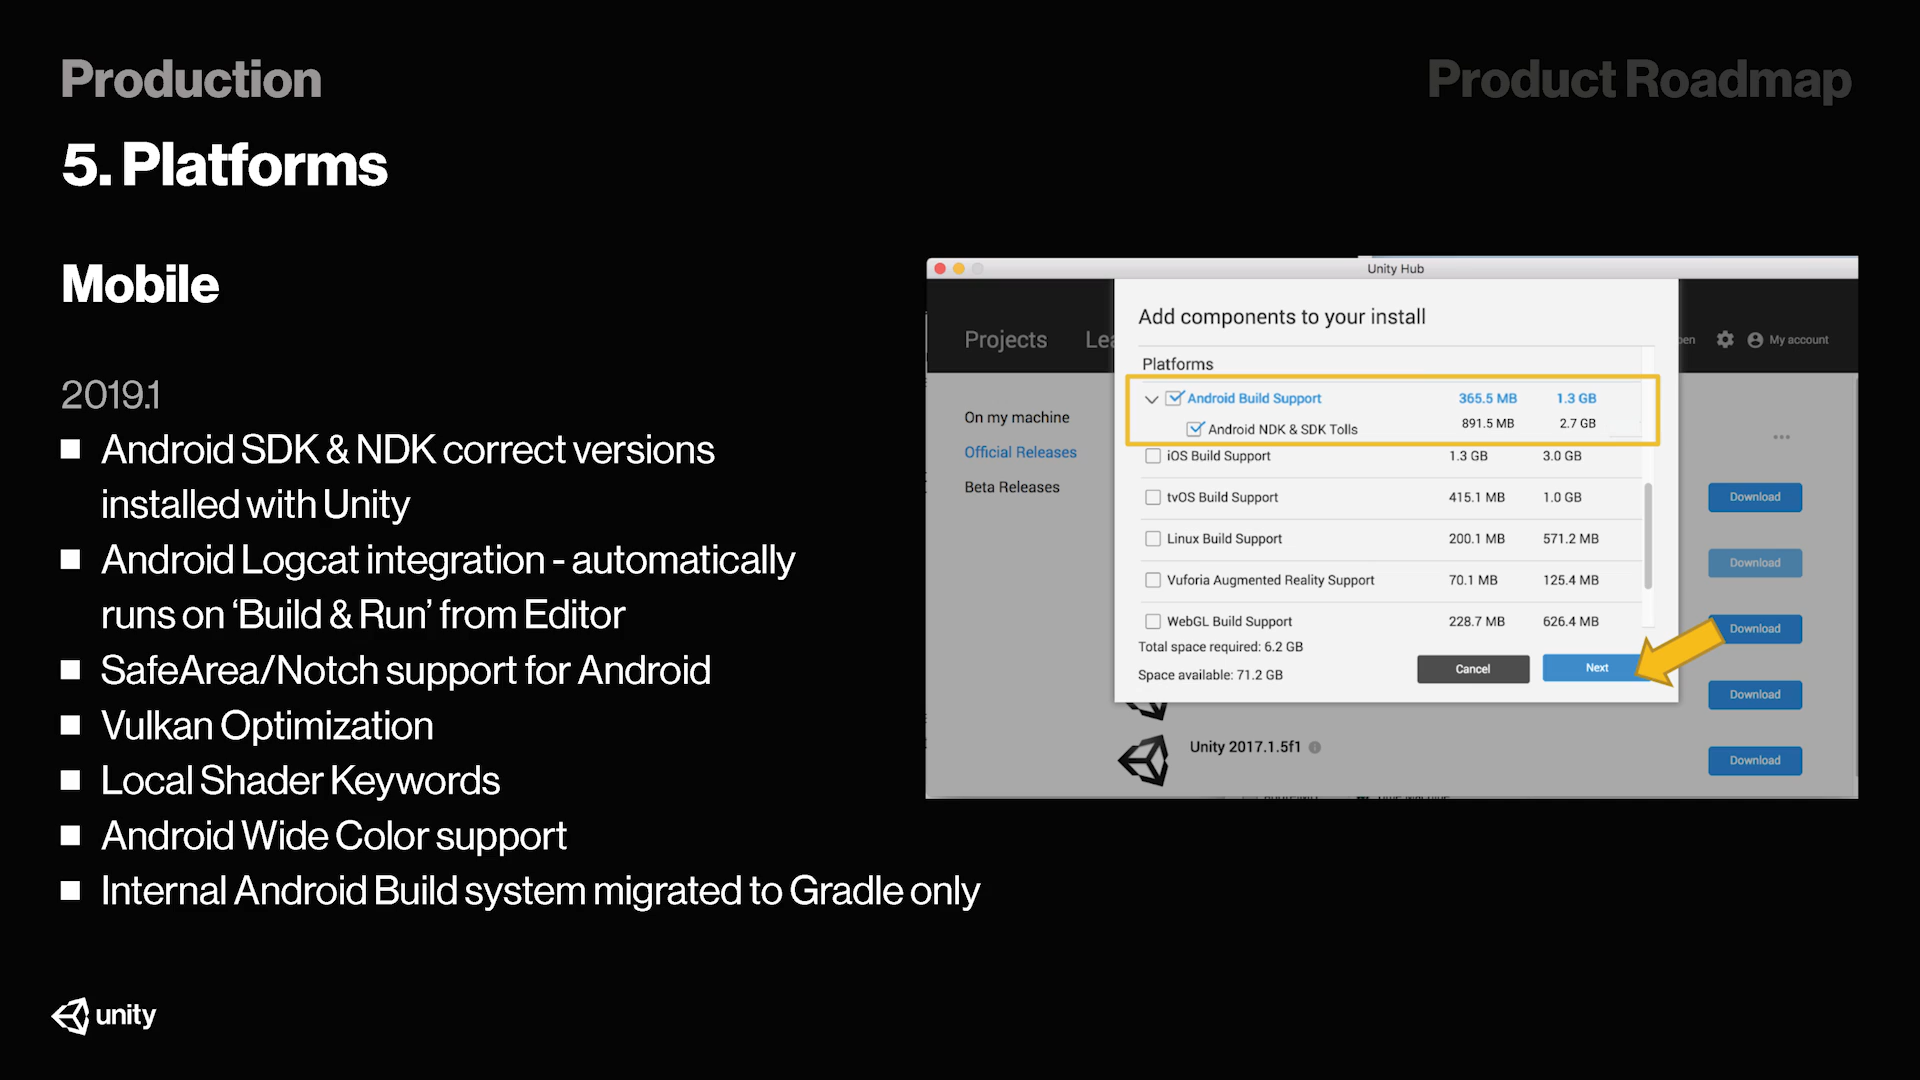 Production
Product Roadmap
5. Platforms
Mobile
2019.1
■ Android SDK & NDK correct versions
installed with Unity
■ Android Logcat integration - automatically
runs on ‘Build & Run’ from Editor
■ SafeArea/Notch support for Android
■ Vulkan Optimization
■ Local Shader Keywords
■ Android Wide Color support
■ Internal Android Build system migrated to Gradle only
unity
Unity Hub
Projects
My account
On my machine
Official Releases
Beta Releases
Add components to your install
Platforms
Android Build Support 365.5 MB 1.3 GB
Android NDK & SDK Tolls 891.5 MB 2.7 GB
iOS Build Support 1.3 GB 3.0 GB
tvOS Build Support 415.1 MB 1.0 GB
Linux Build Support 200.1 MB 571.2 MB
Vuforia Augmented Reality Support 70.1 MB 125.4 MB
WebGL Build Support 228.7 MB 626.4 MB
Total space required: 6.2 GB
Space available: 71.2 GB
Cancel
Next
Download
Download
Download
Download
Unity 2017.1.5f1
Download